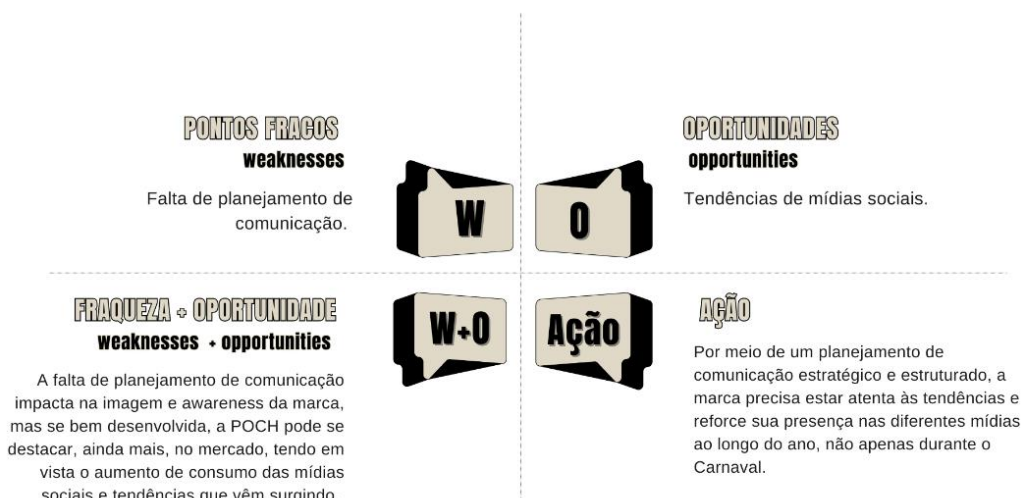 PONTOS FRACOS
weaknesses
Falta de planejamento de
comunicação.
W
OPORTUNIDADES
opportunities
Tendências de mídias sociais.
O
FRAQUEZA + OPORTUNIDADE
weaknesses + opportunities
A falta de planejamento de comunicação
impacta na imagem e awareness da marca,
mas se bem desenvolvida, a POCH pode se
destacar, ainda mais, no mercado, tendo em
vista o aumento de consumo das mídias
sociais e tendências que vêm surgindo.
W+O
Ação
AÇÃO
Por meio de um planejamento de
comunicação estratégico e estruturado, a
marca precisa estar atenta às tendências e
reforce sua presença nas diferentes mídias
ao longo do ano, não apenas durante o
Carnaval.